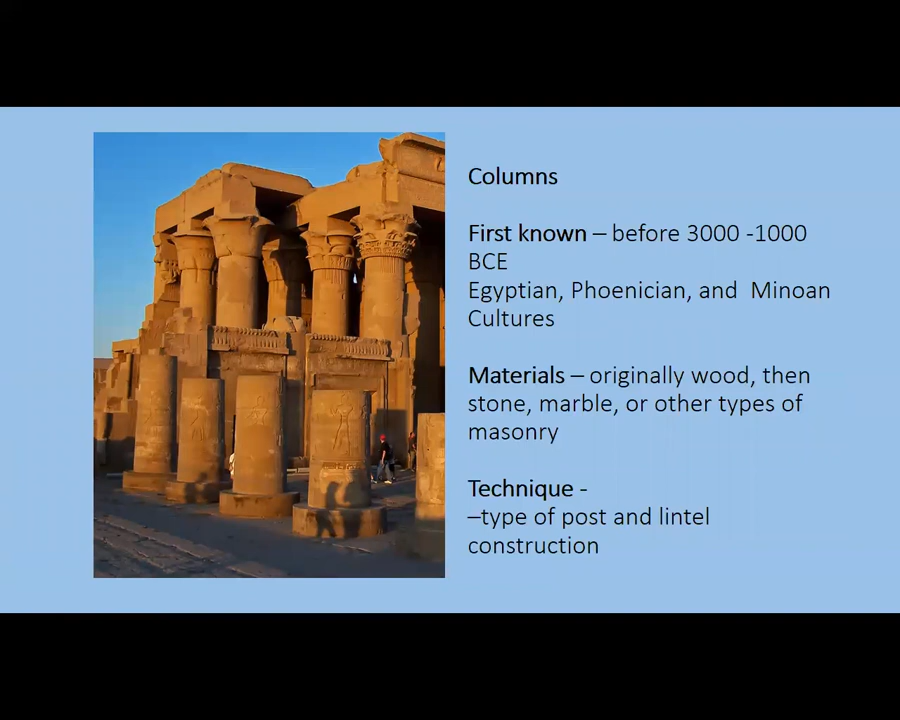 Columns
First known – before 3000 -1000
BCE
Egyptian, Phoenician, and  Minoan
Cultures
Materials – originally wood, then
stone, marble, or other types of
masonry
Technique -
–type of post and lintel
construction